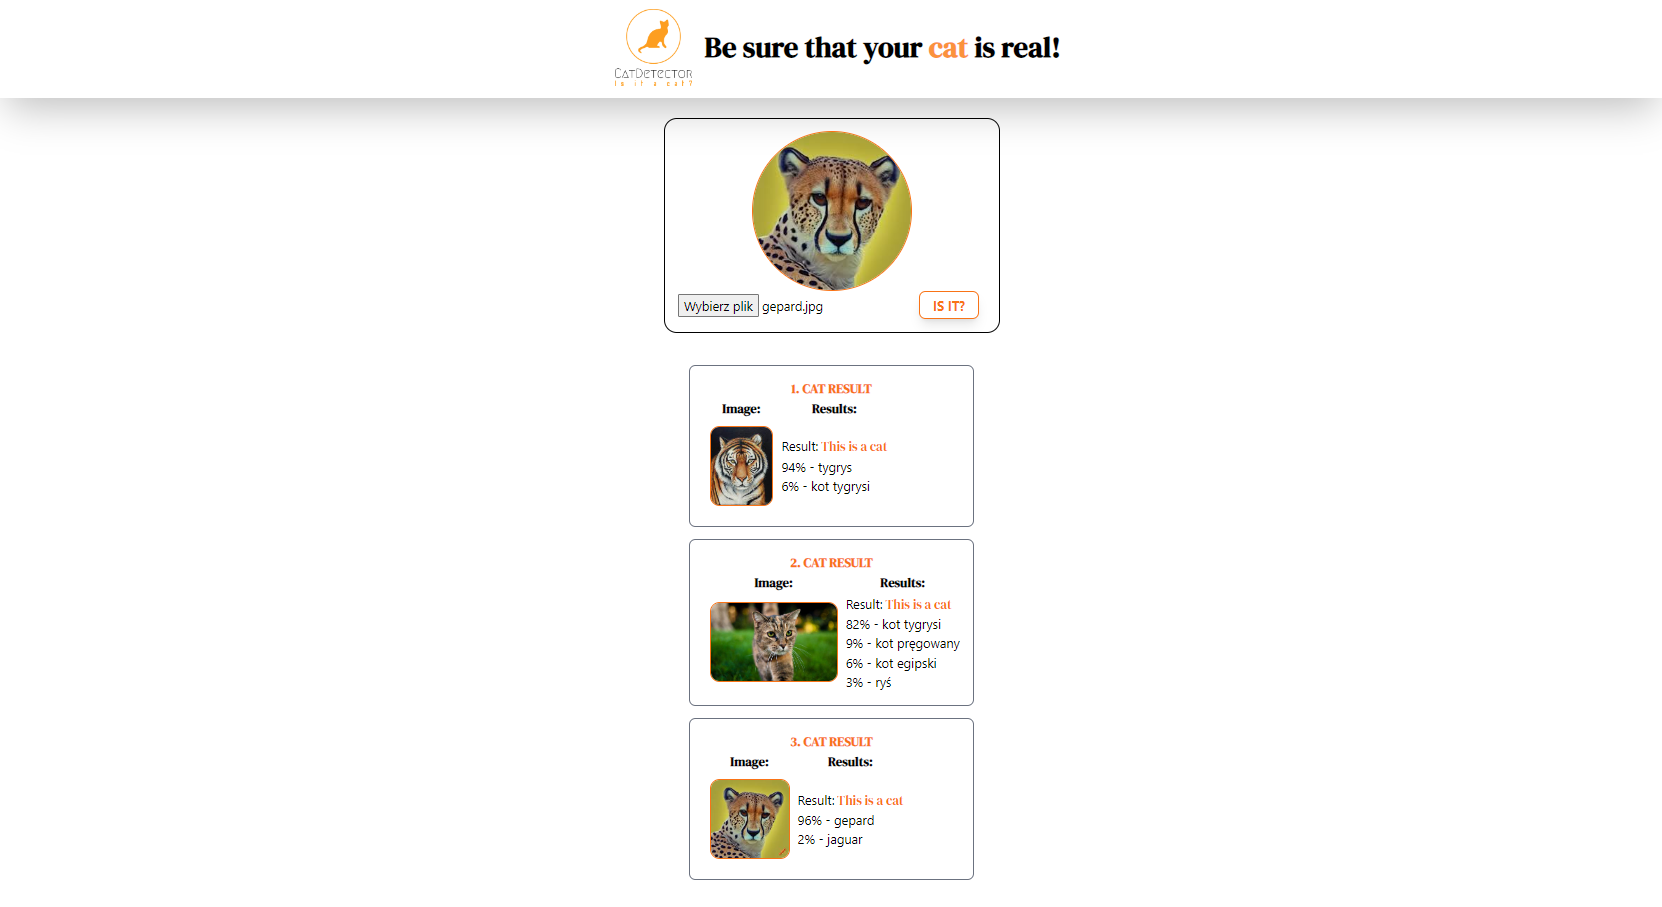 CatDetector
is it a cat?
Be sure that your cat is real!
Wybierz plik gepard.jpg
IS IT?
1. CAT RESULT
Image: Results:
Result: This is a cat
94% - tygrys
6% - kot tygrysi
2. CAT RESULT
Image: Results:
Result: This is a cat
82% - kot tygrysi
9% - kot pręgowany
6% - kot egipski
3% - ryś
3. CAT RESULT
Image: Results:
Result: This is a cat
96% - gepard
2% - jaguar